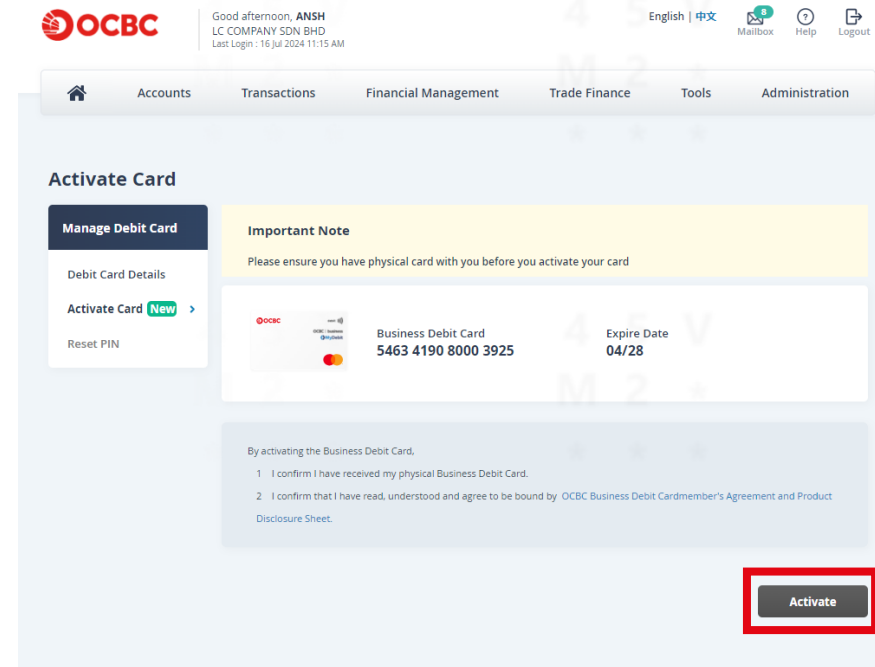 OCBC
Good afternoon, ANSH
LC COMPANY SDN BHD
Last Login : 16 Jul 2024 11:15 AM
English | 中文
8
Mailbox
?
Help
Logout
Accounts
Transactions
Financial Management
Trade Finance
Tools
Administration
Activate Card
Manage Debit Card
Debit Card Details
Activate Card New
Reset PIN
Important Note
Please ensure you have physical card with you before you activate your card
OCBC
Business Debit Card
5463 4190 8000 3925
Expire Date
04/28
By activating the Business Debit Card,
1 I confirm I have received my physical Business Debit Card.
2 I confirm that I have read, understood and agree to be bound by OCBC Business Debit Cardmember's Agreement and Product
Disclosure Sheet.
Activate